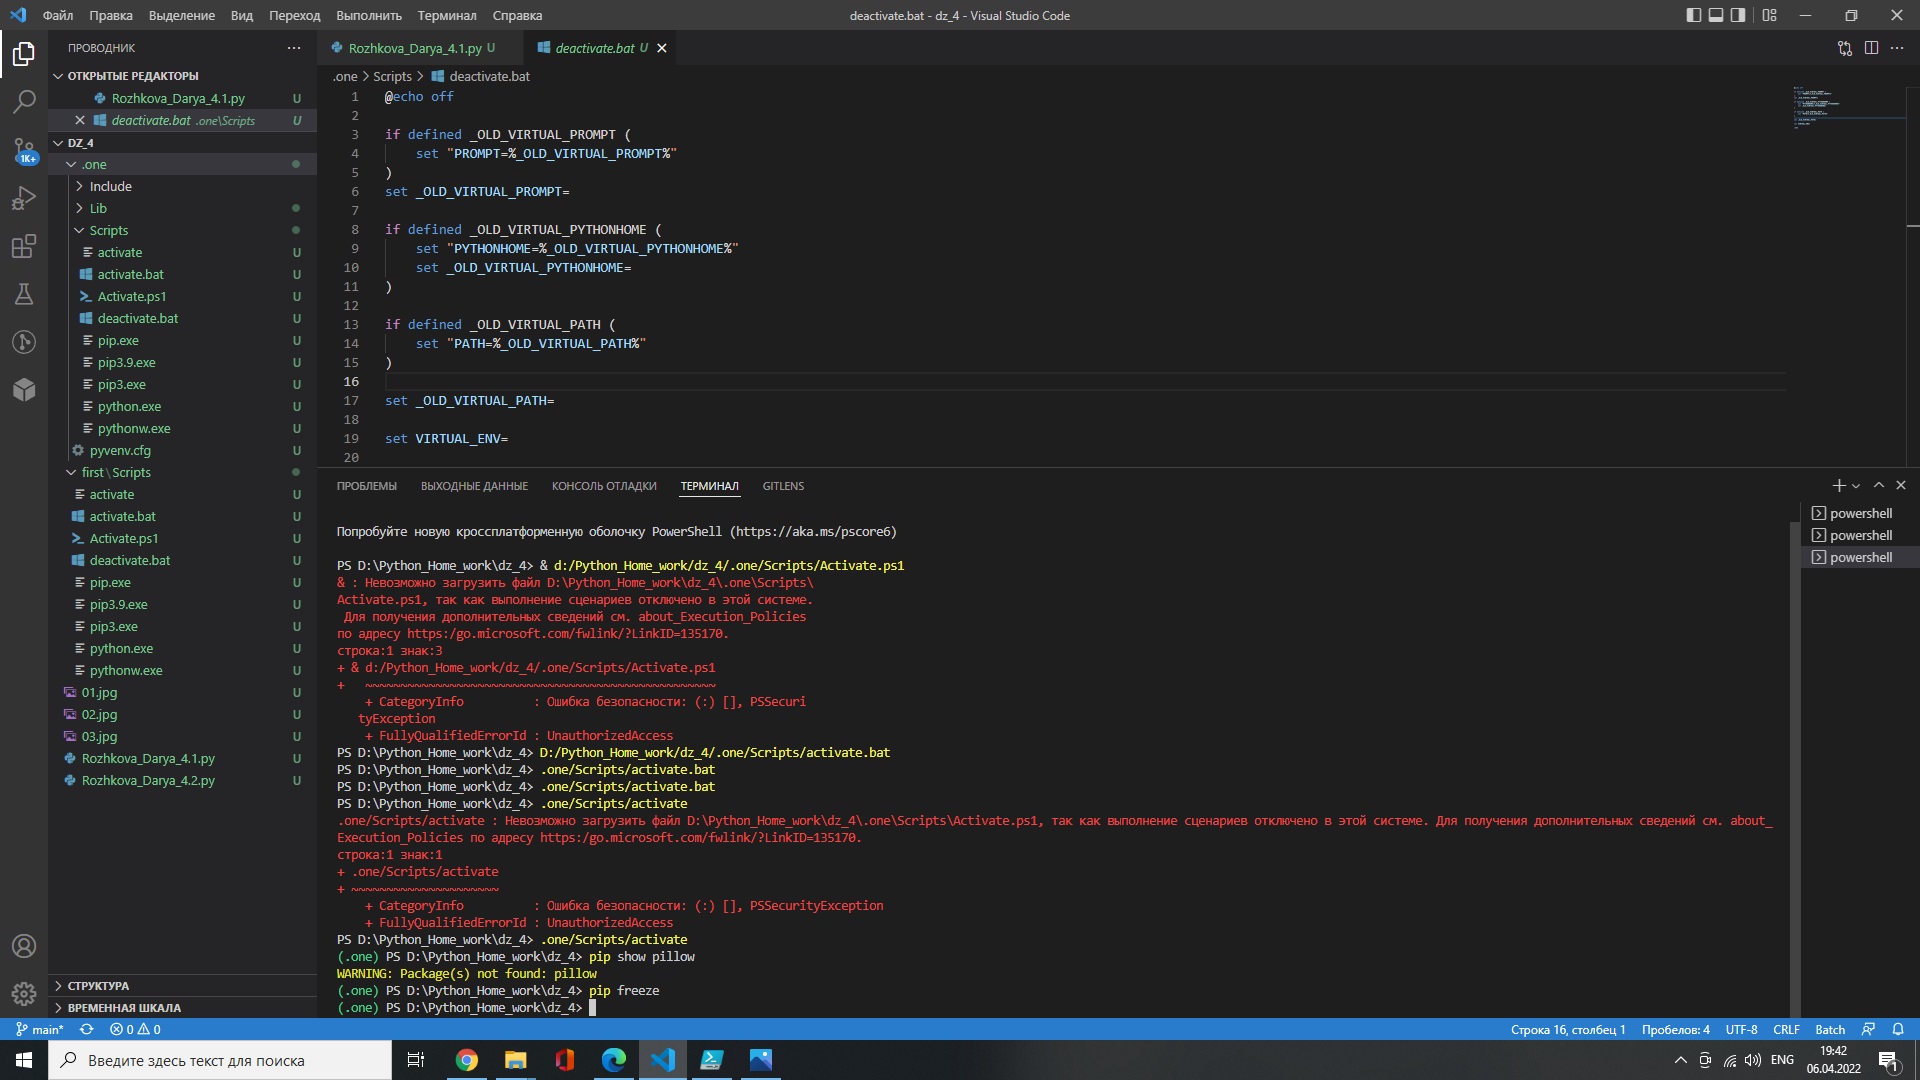 Файл Правка Выделение Вид Переход Выполнить Терминал Справка
deactivate.bat - dz_4 - Visual Studio Code
ПРОВОДНИК
ОТКРЫТЫЕ РЕДАКТОРЫ
Rozhkova_Darya_4.1.py U
deactivate.bat .one\Scripts U
1K+
DZ_4
.one
Include
Lib
Scripts
activate U
activate.bat U
Activate.ps1 U
deactivate.bat U
pip.exe U
pip3.9.exe U
pip3.exe U
python.exe U
pythonw.exe U
pyvenv.cfg U
first\Scripts
activate U
activate.bat U
Activate.ps1 U
deactivate.bat U
pip.exe U
pip3.9.exe U
pip3.exe U
python.exe U
pythonw.exe U
01.jpg U
02.jpg U
03.jpg U
Rozhkova_Darya_4.1.py U
Rozhkova_Darya_4.2.py U
СТРУКТУРА
ВРЕМЕННАЯ ШКАЛА
Rozhkova_Darya_4.1.py U deactivate.bat U
.one > Scripts > deactivate.bat
1 @echo off
2
3 if defined _OLD_VIRTUAL_PROMPT (
4 set "PROMPT=%_OLD_VIRTUAL_PROMPT%"
5 )
6 set _OLD_VIRTUAL_PROMPT=
7
8 if defined _OLD_VIRTUAL_PYTHONHOME (
9 set "PYTHONHOME=%_OLD_VIRTUAL_PYTHONHOME%"
10 set _OLD_VIRTUAL_PYTHONHOME=
11 )
12
13 if defined _OLD_VIRTUAL_PATH (
14 set "PATH=%_OLD_VIRTUAL_PATH%"
15 )
16
17 set _OLD_VIRTUAL_PATH=
18
19 set VIRTUAL_ENV=
20
ПРОБЛЕМЫ ВЫХОДНЫЕ ДАННЫЕ КОНСОЛЬ ОТЛАДКИ ТЕРМИНАЛ GITLENS
powershell
powershell
powershell
Попробуйте новую кроссплатформенную оболочку PowerShell (https://aka.ms/pscore6)
PS D:\Python_Home_work\dz_4> & d:/Python_Home_work/dz_4/.one/Scripts/Activate.ps1
& : Невозможно загрузить файл D:\Python_Home_work\dz_4\.one\Scripts\
Activate.ps1, так как выполнение сценариев отключено в этой системе.
Для получения дополнительных сведений см. about_Execution_Policies
по адресу https:/go.microsoft.com/fwlink/?LinkID=135170.
строка:1 знак:3
+ & d:/Python_Home_work/dz_4/.one/Scripts/Activate.ps1
+ ~~~~~~~~~~~~~~~~~~~~~~~~~~~~~~~~~~~~~~~~~~~~~~~~~~
+ CategoryInfo : Ошибка безопасности: (:) [], PSSecuri
tyException
+ FullyQualifiedErrorId : UnauthorizedAccess
PS D:\Python_Home_work\dz_4> D:/Python_Home_work/dz_4/.one/Scripts/activate.bat
PS D:\Python_Home_work\dz_4> .one/Scripts/activate.bat
PS D:\Python_Home_work\dz_4> .one/Scripts/activate.bat
PS D:\Python_Home_work\dz_4> .one/Scripts/activate
.one/Scripts/activate : Невозможно загрузить файл D:\Python_Home_work\dz_4\.one\Scripts\Activate.ps1, так как выполнение сценариев отключено в этой системе. Для получения дополнительных сведений см. about_
Execution_Policies по адресу https:/go.microsoft.com/fwlink/?LinkID=135170.
строка:1 знак:1
+ .one/Scripts/activate
+ ~~~~~~~~~~~~~~~~~~~~~
+ CategoryInfo : Ошибка безопасности: (:) [], PSSecurityException
+ FullyQualifiedErrorId : UnauthorizedAccess
PS D:\Python_Home_work\dz_4> .one/Scripts/activate
(.one) PS D:\Python_Home_work\dz_4> pip show pillow
WARNING: Package(s) not found: pillow
(.one) PS D:\Python_Home_work\dz_4> pip freeze
(.one) PS D:\Python_Home_work\dz_4>
main* 0 0 Строка 16, столбец 1 Пробелов: 4 UTF-8 CRLF Batch
Введите здесь текст для поиска
ENG
19:42
06.04.2022
1